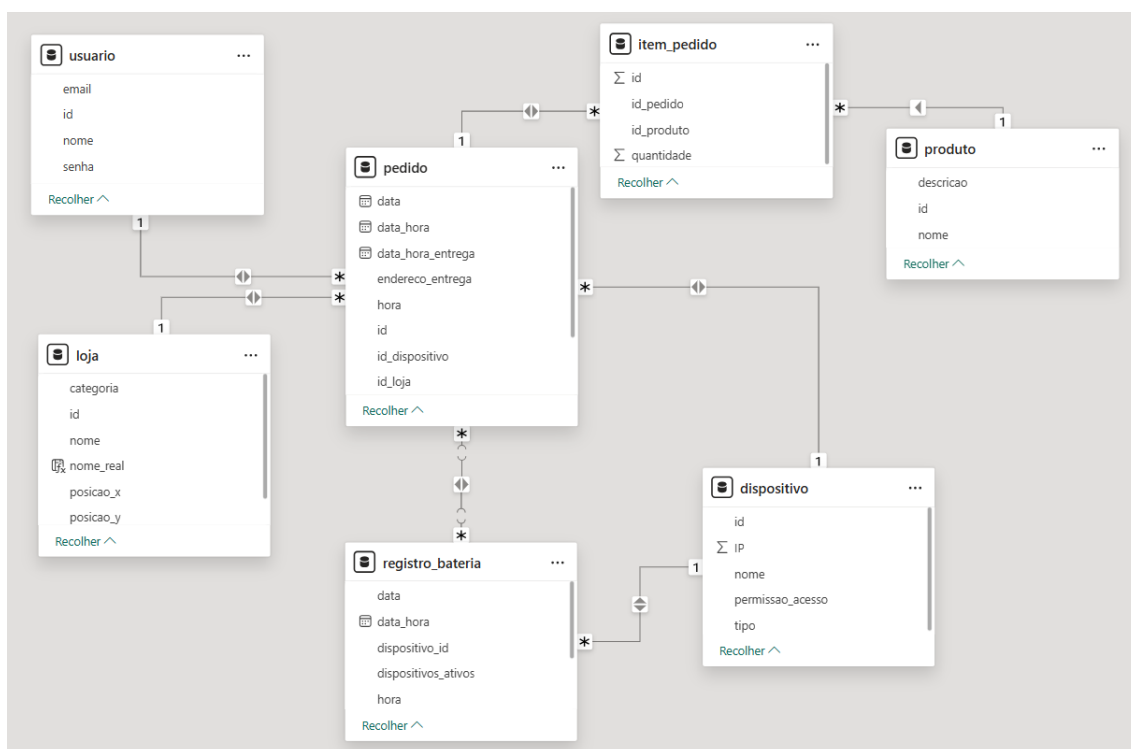 usuario
email
id
nome
senha
Recolher
item_pedido
id
id_pedido
id_produto
quantidade
Recolher
produto
descricao
id
nome
Recolher
pedido
data
data_hora
data_hora_entrega
endereco_entrega
hora
id
id_dispositivo
id_loja
Recolher
loja
categoria
id
nome
nome_real
posicao_x
posicao_y
Recolher
dispositivo
id
IP
nome
permissao_acesso
tipo
Recolher
registro_bateria
data
data_hora
dispositivo_id
dispositivos_ativos
hora
Recolher
1
*
1
*
1
*
1
*
1
*
*
*
1
*